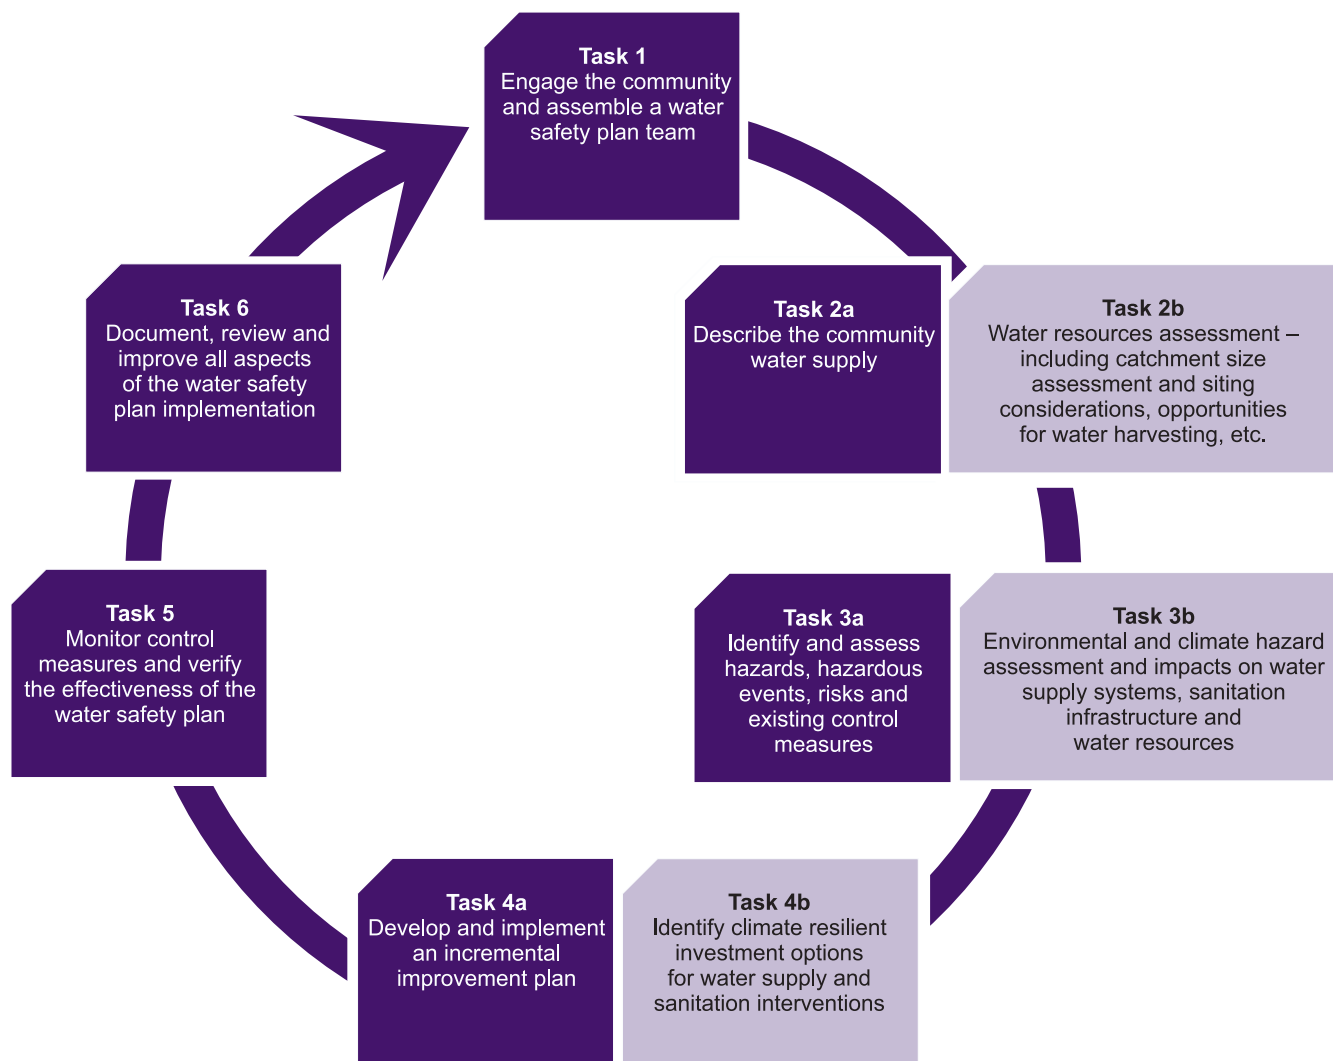 Task 1
Engage the community
and assemble a water
safety plan team
Task 2a
Describe the community
water supply
Task 2b
Water resources assessment –
including catchment size
assessment and siting
considerations, opportunities
for water harvesting, etc.
Task 3a
Identify and assess
hazards, hazardous
events, risks and
existing control
measures
Task 3b
Environmental and climate hazard
assessment and impacts on water
supply systems, sanitation
infrastructure and
water resources
Task 4a
Develop and implement
an incremental
improvement plan
Task 4b
Identify climate resilient
investment options
for water supply and
sanitation interventions
Task 5
Monitor control
measures and verify
the effectiveness of the
water safety plan
Task 6
Document, review and
improve all aspects
of the water safety
plan implementation